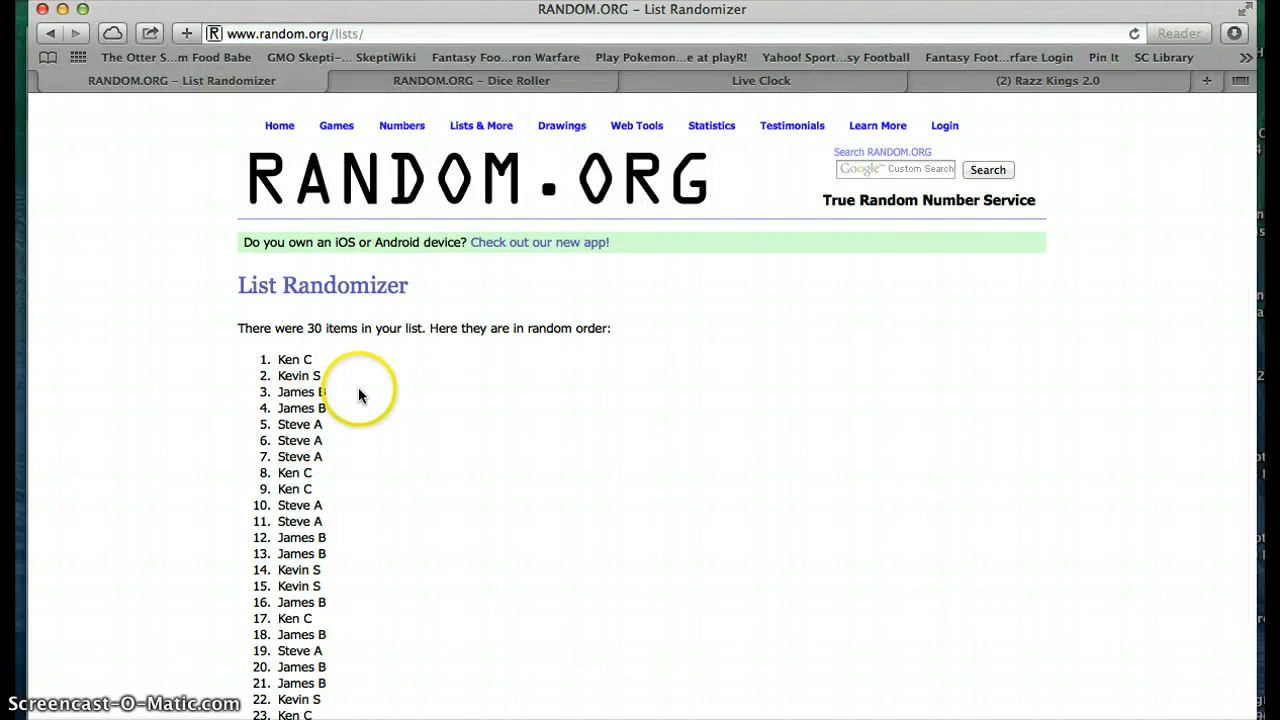 RANDOM.ORG - List Randomizer
www.random.org/lists/
Reader
The Otter S...m Food Babe GMO Skepti-... SkeptiWiki Fantasy Foo...ron Warfare Play Pokemon...e at playR! Yahoo! Sport...sy Football Fantasy Foot...rfare Login Pin It SC Library
RANDOM.ORG - List Randomizer RANDOM.ORG - Dice Roller Live Clock (2) Razz Kings 2.0
Home Games Numbers Lists & More Drawings Web Tools Statistics Testimonials Learn More Login
Search RANDOM.ORG
RANDOM.ORG
Google™ Custom Search Search
True Random Number Service
Do you own an iOS or Android device? Check out our new app!
List Randomizer
There were 30 items in your list. Here they are in random order:
1. Ken C
2. Kevin S
3. James B
4. James B
5. Steve A
6. Steve A
7. Steve A
8. Ken C
9. Ken C
10. Steve A
11. Steve A
12. James B
13. James B
14. Kevin S
15. Kevin S
16. James B
17. Ken C
18. James B
19. Steve A
20. James B
21. James B
22. Kevin S
23. Ken C
Screencast-O-Matic.com